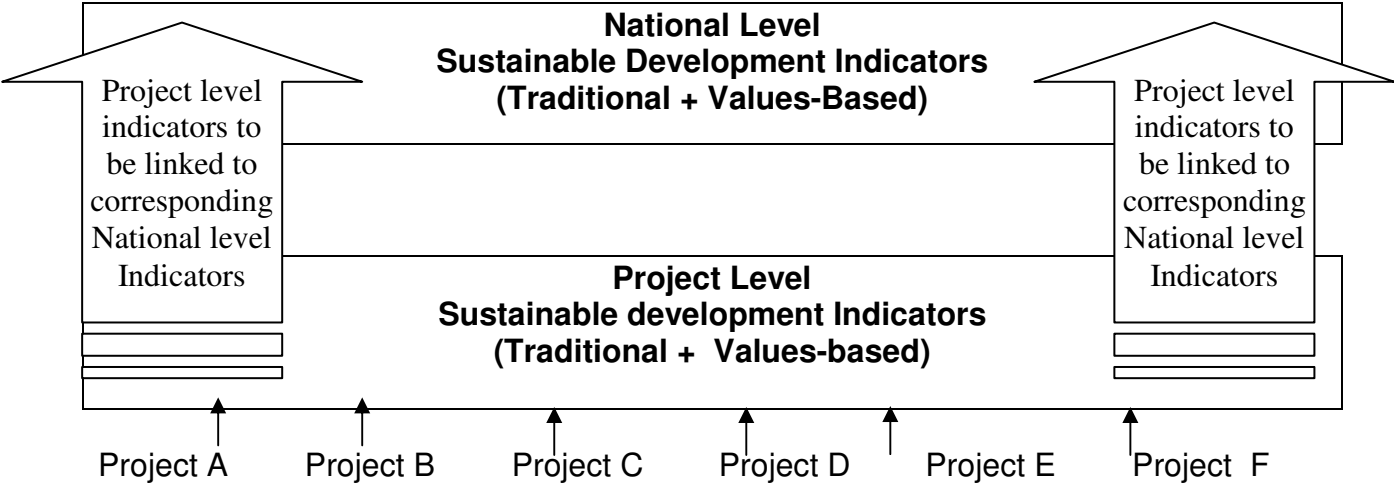 National Level
Sustainable Development Indicators
(Traditional + Values-Based)
Project level
indicators to
be linked to
corresponding
National level
Indicators
Project level
indicators to
be linked to
corresponding
National level
Indicators
Project Level
Sustainable development Indicators
(Traditional + Values-based)
Project A Project B Project C Project D Project E Project F